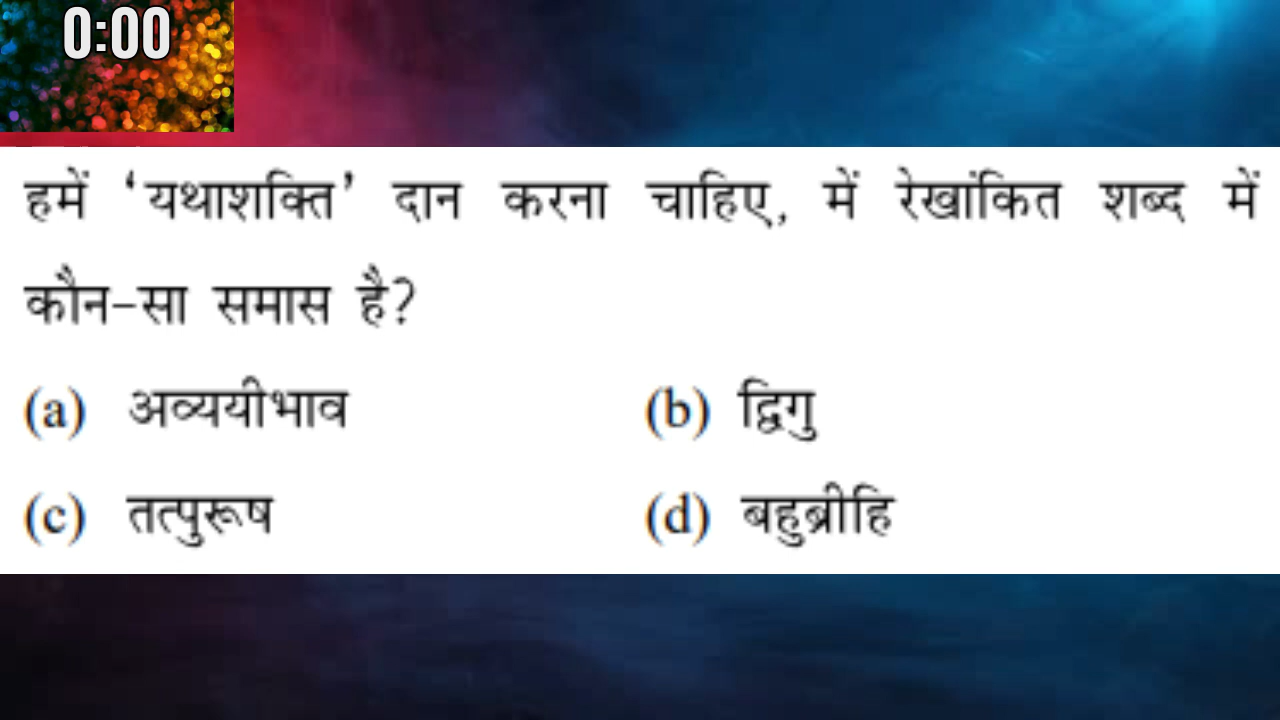 0:00
हमें ‘यथाशक्ति’ दान करना चाहिए, में रेखांकित शब्द में
कौन-सा समास है?
(a) अव्ययीभाव (b) द्विगु
(c) तत्पुरूष (d) बहुब्रीहि